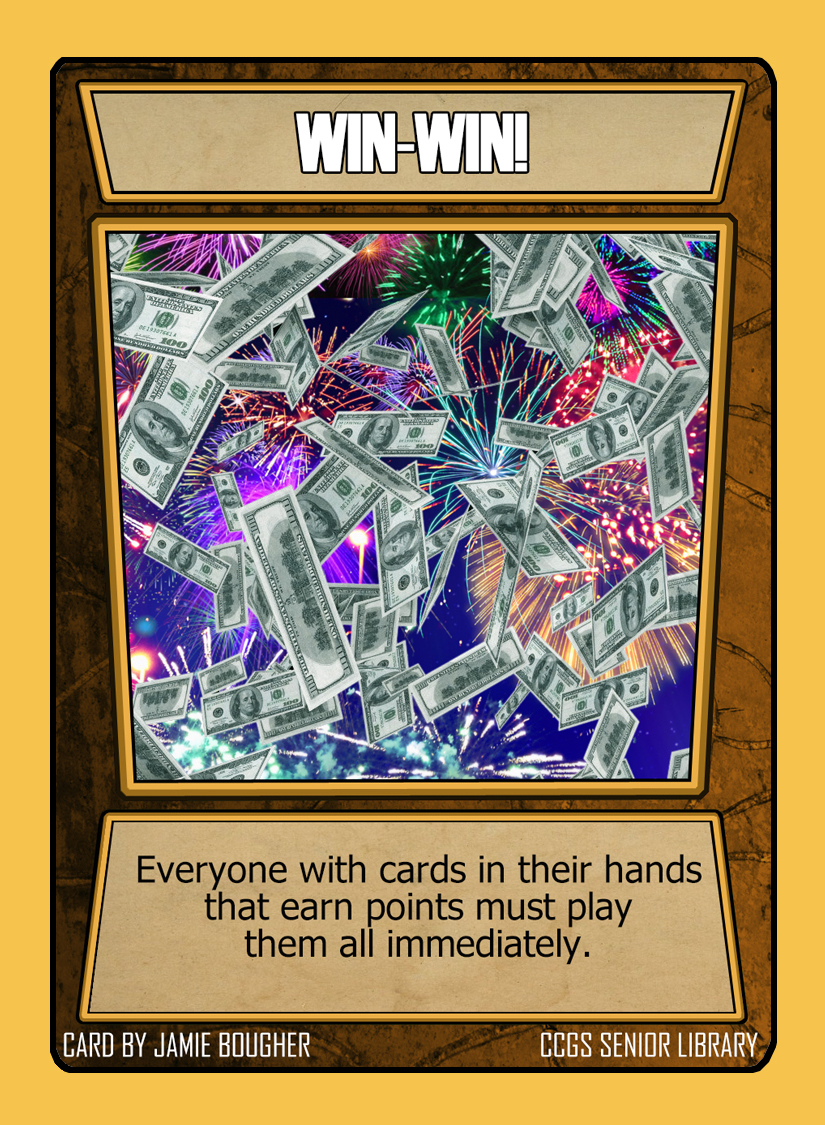 WIN-WIN!
Everyone with cards in their hands
that earn points must play
them all immediately.
CARD BY JAMIE BOUGHER
CCGS SENIOR LIBRARY